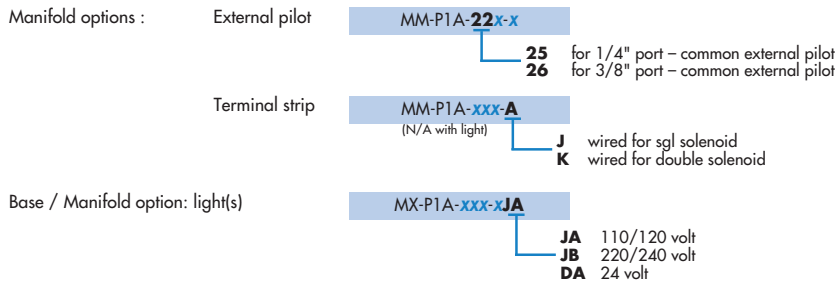 Manifold options : External pilot MM-P1A-22x-x
25 for 1/4" port – common external pilot
26 for 3/8" port – common external pilot
Terminal strip MM-P1A-xxx-A
(N/A with light)
J wired for sgl solenoid
K wired for double solenoid
Base / Manifold option: light(s) MX-P1A-xxx-xJA
JA 110/120 volt
JB 220/240 volt
DA 24 volt